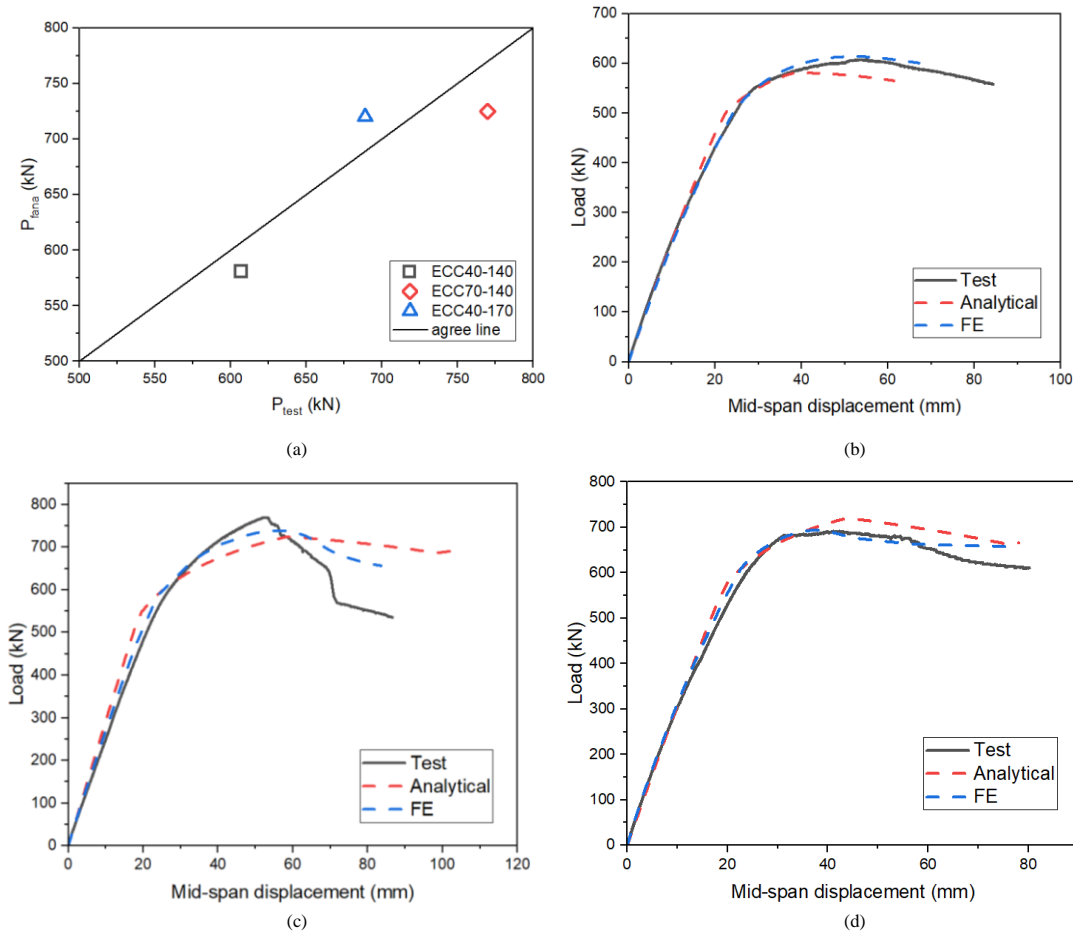 800
750
700
650
600
550
500
500 550 600 650 700 750 800
P_fana (kN)
P_test (kN)
ECC40-140
ECC70-140
ECC40-170
agree line
(a)
700
600
500
400
300
200
100
0
0 20 40 60 80 100
Load (kN)
Mid-span displacement (mm)
Test
Analytical
FE
(b)
800
700
600
500
400
300
200
100
0
0 20 40 60 80 100 120
Load (kN)
Mid-span displacement (mm)
Test
Analytical
FE
(c)
800
700
600
500
400
300
200
100
0
0 20 40 60 80
Load (kN)
Mid-span displacement (mm)
Test
Analytical
FE
(d)